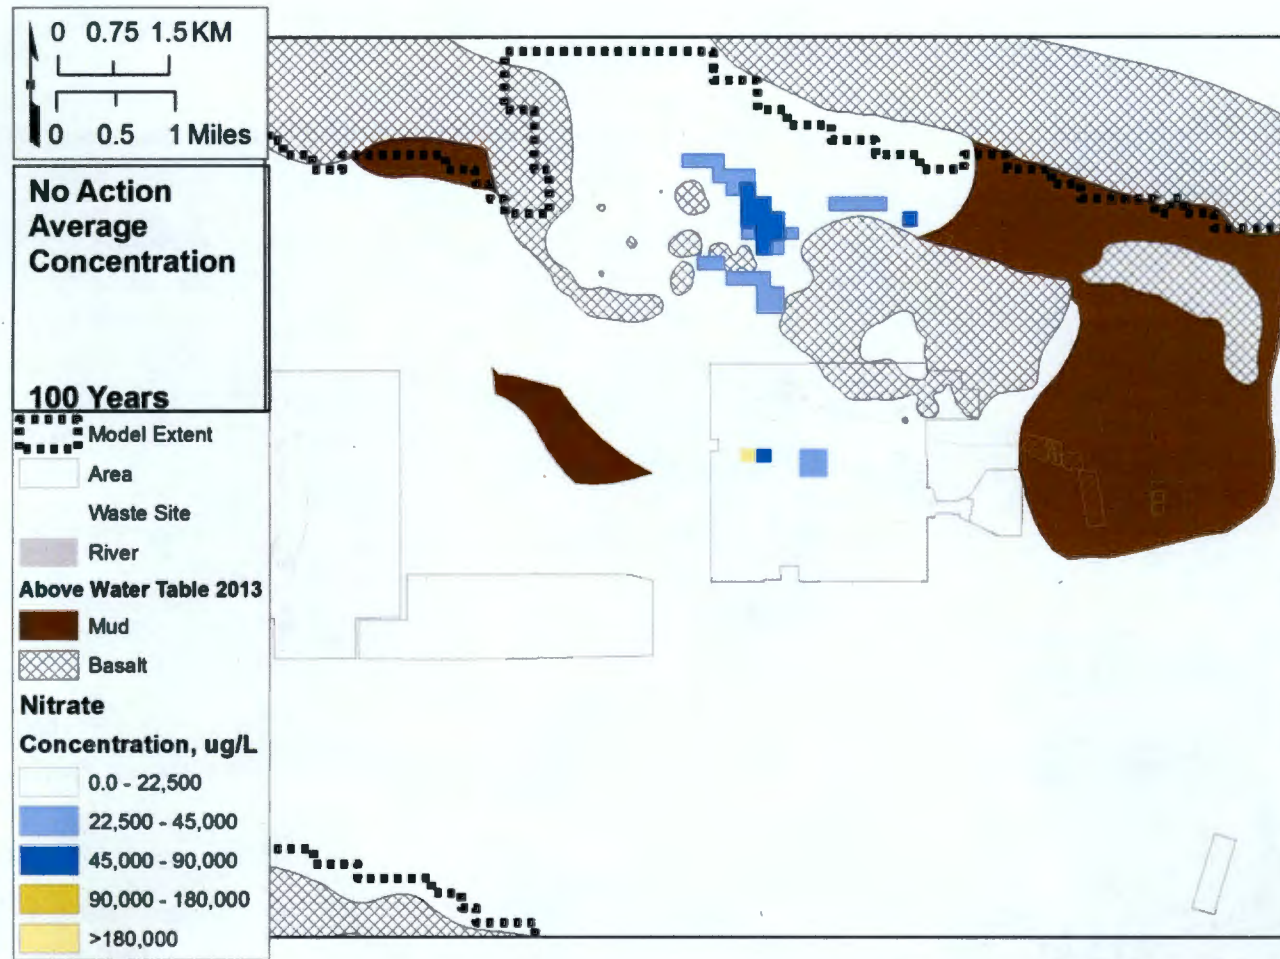 0 0.75 1.5 KM
0 0.5 1 Miles
No Action
Average
Concentration
100 Years
Model Extent
Area
Waste Site
River
Above Water Table 2013
Mud
Basalt
Nitrate
Concentration, ug/L
0.0 - 22,500
22,500 - 45,000
45,000 - 90,000
90,000 - 180,000
>180,000